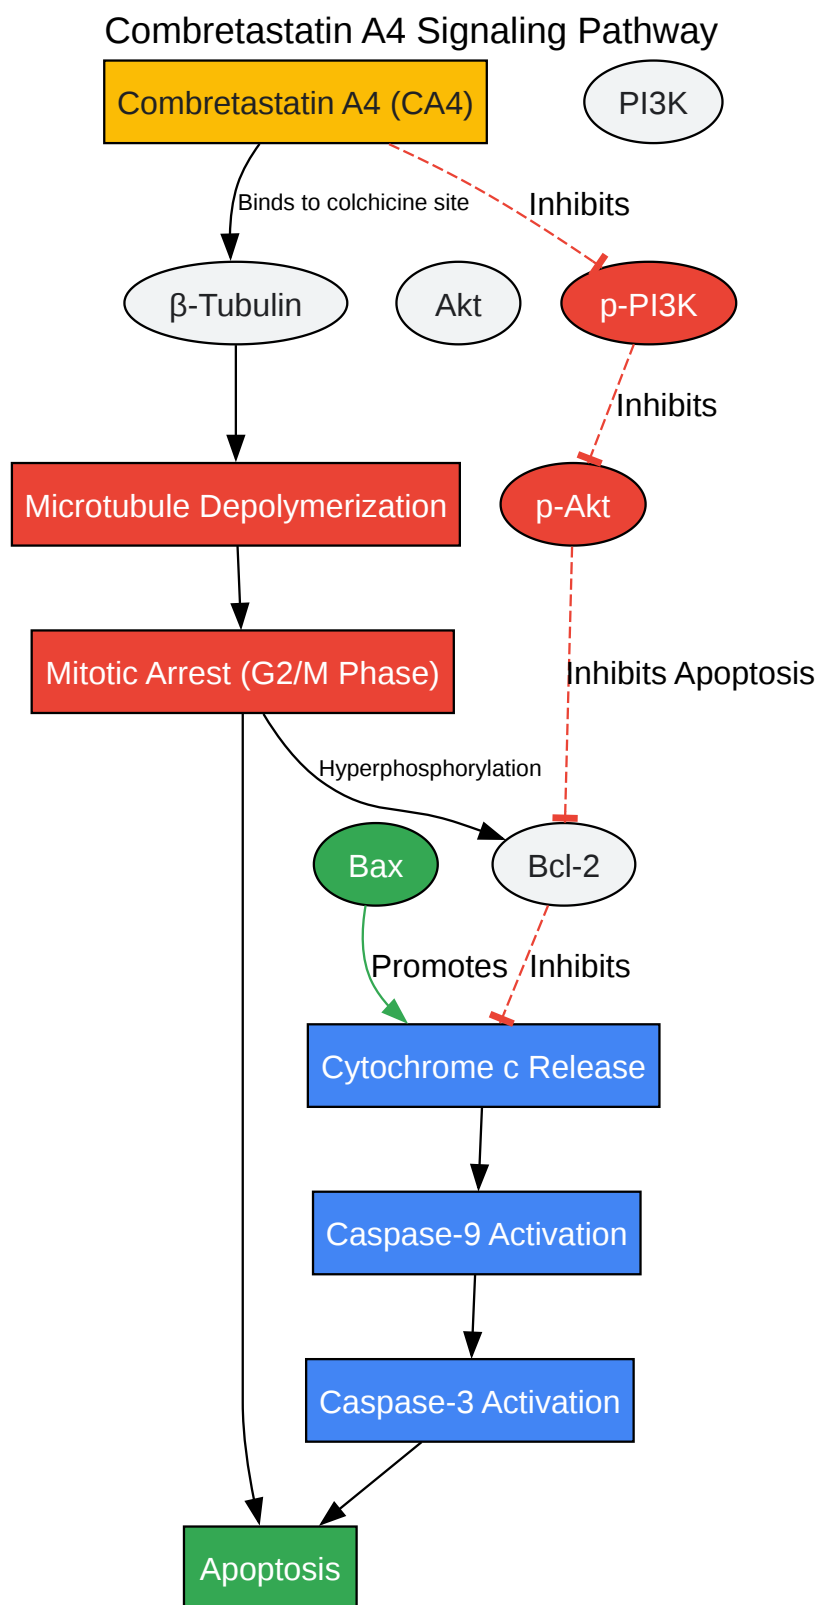 Combretastatin A4 Signaling Pathway
Combretastatin A4 (CA4)
PI3K
Binds to colchicine site
Inhibits
β-Tubulin
Akt
p-PI3K
Inhibits
Microtubule Depolymerization
p-Akt
Mitotic Arrest (G2/M Phase)
Inhibits Apoptosis
Hyperphosphorylation
Bax
Bcl-2
Promotes
Inhibits
Cytochrome c Release
Caspase-9 Activation
Caspase-3 Activation
Apoptosis